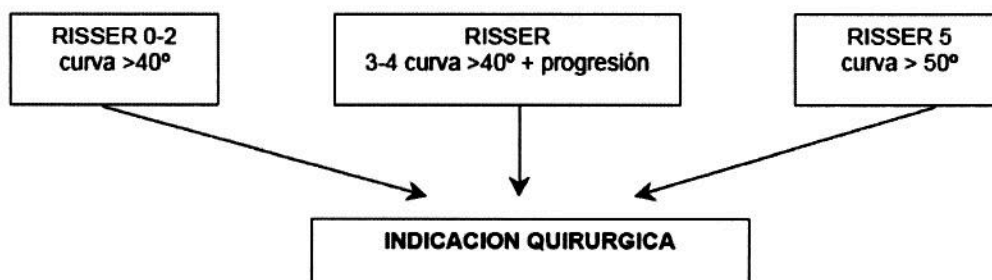 RISSER 0-2
curva >40º
RISSER
3-4 curva >40º + progresión
RISSER 5
curva > 50º
INDICACION QUIRURGICA